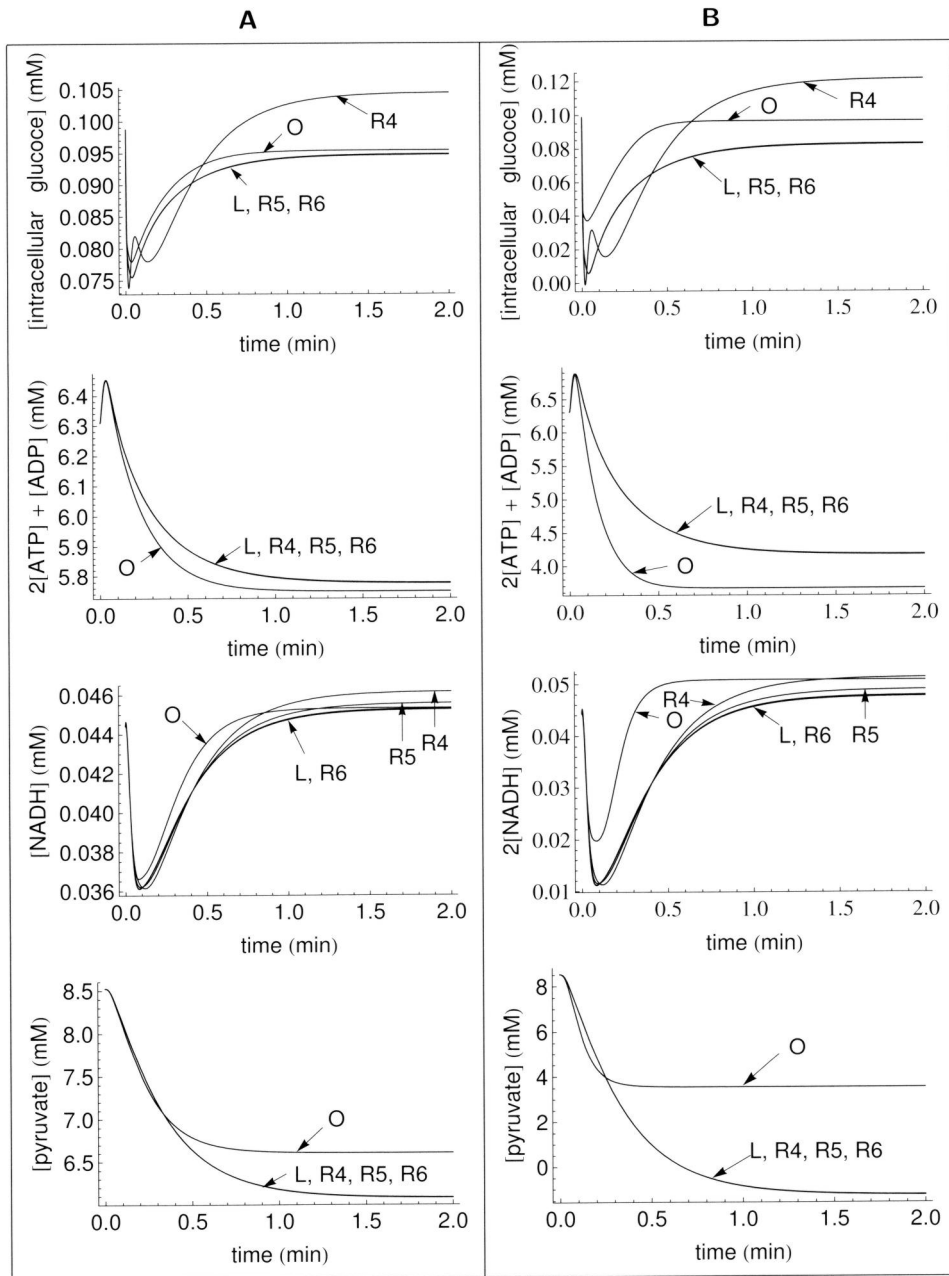 A
B
[intracellular glucoce] (mM)
0.105
0.100
0.095
0.090
0.085
0.080
0.075
R4
O
L, R5, R6
0.0 0.5 1.0 1.5 2.0
time (min)
[intracellular glucoce] (mM)
0.12
0.10
0.08
0.06
0.04
0.02
0.00
O
R4
L, R5, R6
0.0 0.5 1.0 1.5 2.0
time (min)
2[ATP] + [ADP] (mM)
6.4
6.3
6.2
6.1
6.0
5.9
5.8
L, R4, R5, R6
O
0.0 0.5 1.0 1.5 2.0
time (min)
2[ATP] + [ADP] (mM)
6.5
6.0
5.5
5.0
4.5
4.0
L, R4, R5, R6
O
0.0 0.5 1.0 1.5 2.0
time (min)
[NADH] (mM)
0.046
0.044
0.042
0.040
0.038
0.036
O
L, R6
R5
R4
0.0 0.5 1.0 1.5 2.0
time (min)
2[NADH] (mM)
0.05
0.04
0.03
0.02
0.01
R4
O
L, R6
R5
0.0 0.5 1.0 1.5 2.0
time (min)
[pyruvate] (mM)
8.5
8.0
7.5
7.0
6.5
O
L, R4, R5, R6
0.0 0.5 1.0 1.5 2.0
time (min)
[pyruvate] (mM)
8
6
4
2
0
O
L, R4, R5, R6
0.0 0.5 1.0 1.5 2.0
time (min)